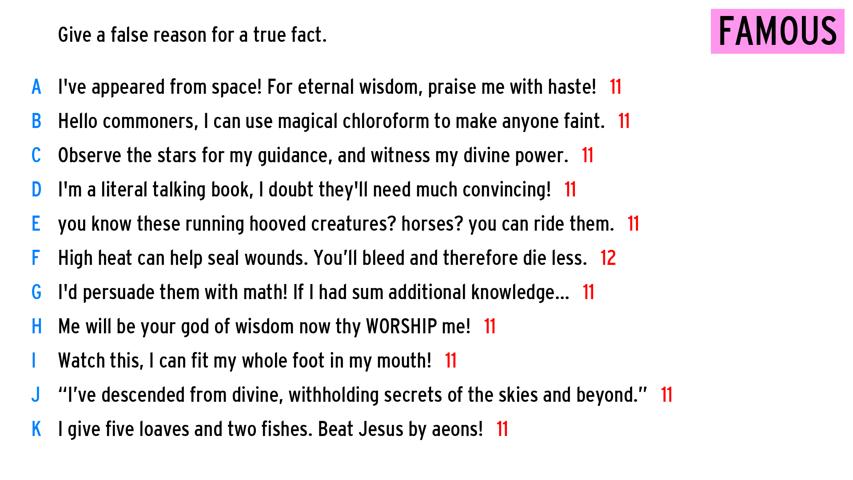 Give a false reason for a true fact.
FAMOUS
A I've appeared from space! For eternal wisdom, praise me with haste! 11
B Hello commoners, I can use magical chloroform to make anyone faint. 11
C Observe the stars for my guidance, and witness my divine power. 11
D I'm a literal talking book, I doubt they'll need much convincing! 11
E you know these running hooved creatures? horses? you can ride them. 11
F High heat can help seal wounds. You’ll bleed and therefore die less. 12
G I'd persuade them with math! If I had sum additional knowledge... 11
H Me will be your god of wisdom now thy WORSHIP me! 11
I Watch this, I can fit my whole foot in my mouth! 11
J “I’ve descended from divine, withholding secrets of the skies and beyond.” 11
K I give five loaves and two fishes. Beat Jesus by aeons! 11